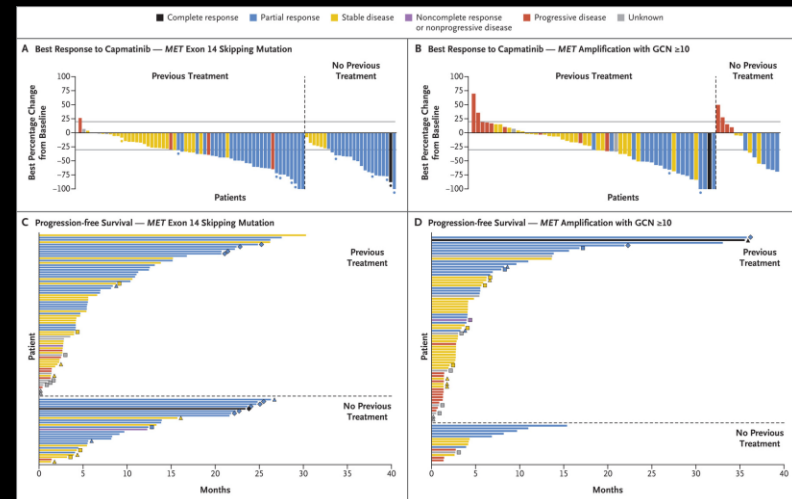 Complete response Partial response Stable disease Noncomplete response or nonprogressive disease Progressive disease Unknown
A Best Response to Capmatinib — MET Exon 14 Skipping Mutation
Previous Treatment
No Previous
Treatment
Best Percentage Change
from Baseline
100
75
50
25
0
−25
−50
−75
−100
Patients
B Best Response to Capmatinib — MET Amplification with GCN ≥10
Previous Treatment
No Previous
Treatment
Best Percentage Change
from Baseline
100
75
50
25
0
−25
−50
−75
−100
Patients
C Progression-free Survival — MET Exon 14 Skipping Mutation
Previous
Treatment
Patient
No Previous
Treatment
0 5 10 15 20 25 30 35 40
Months
D Progression-free Survival — MET Amplification with GCN ≥10
Previous
Treatment
Patient
No Previous
Treatment
0 5 10 15 20 25 30 35 40
Months